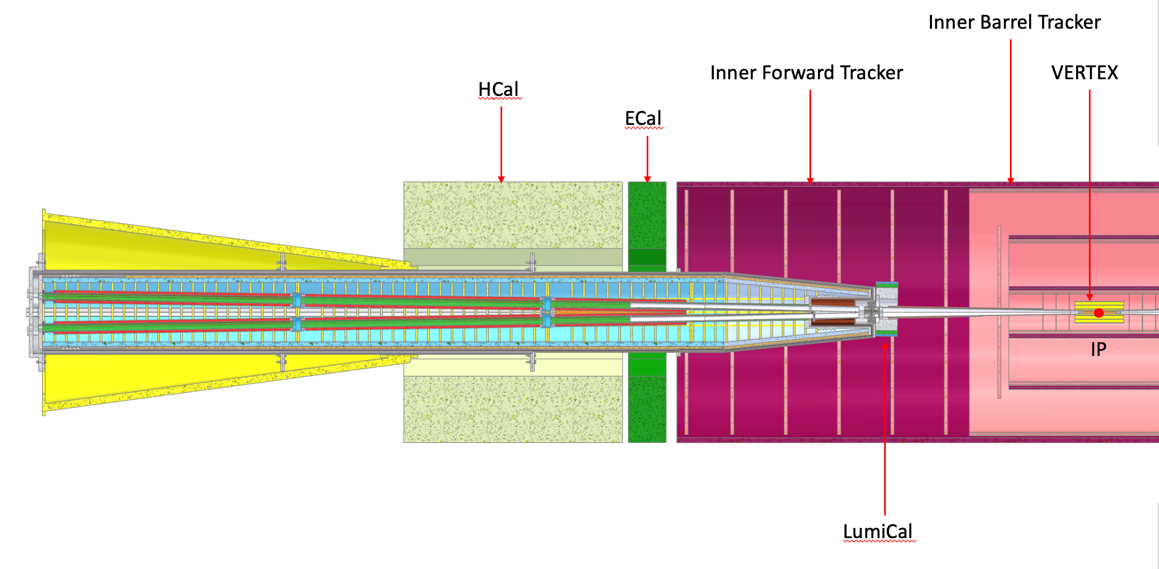 Inner Barrel Tracker
Inner Forward Tracker
VERTEX
HCal
ECal
IP
LumiCal